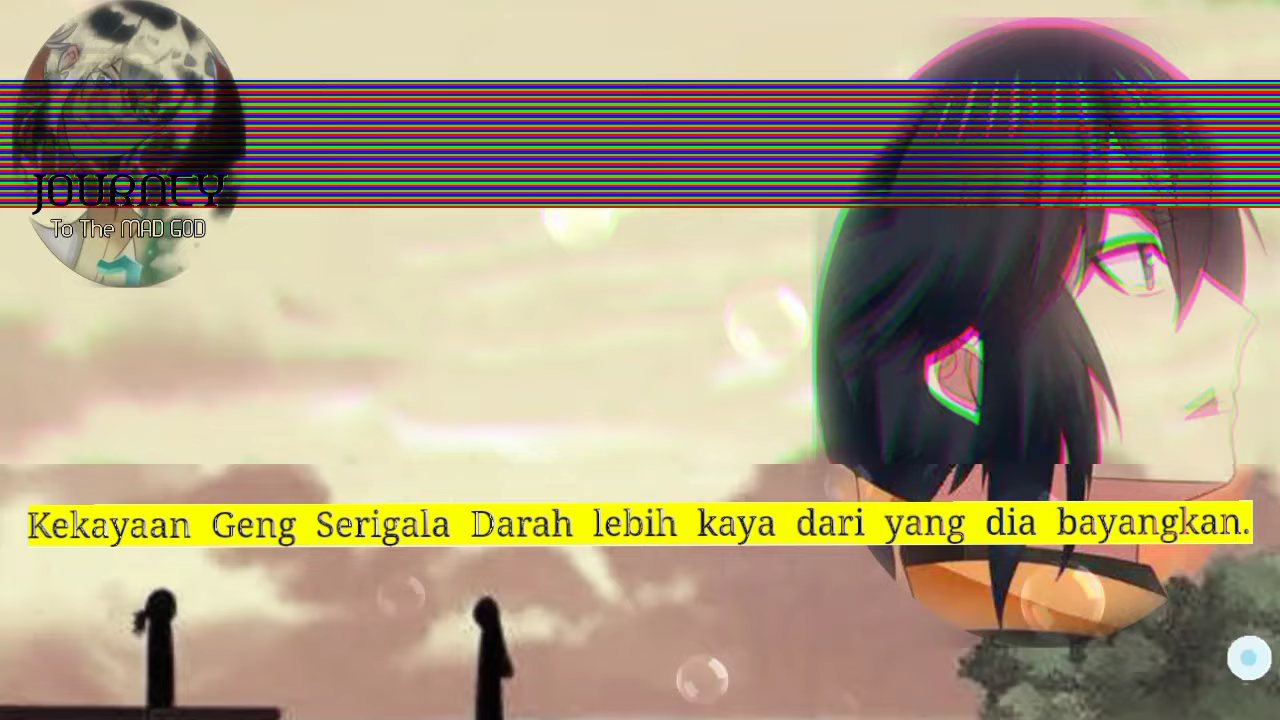 JOURNEY
To The MAD GOD
Kekayaan Geng Serigala Darah lebih kaya dari yang dia bayangkan.